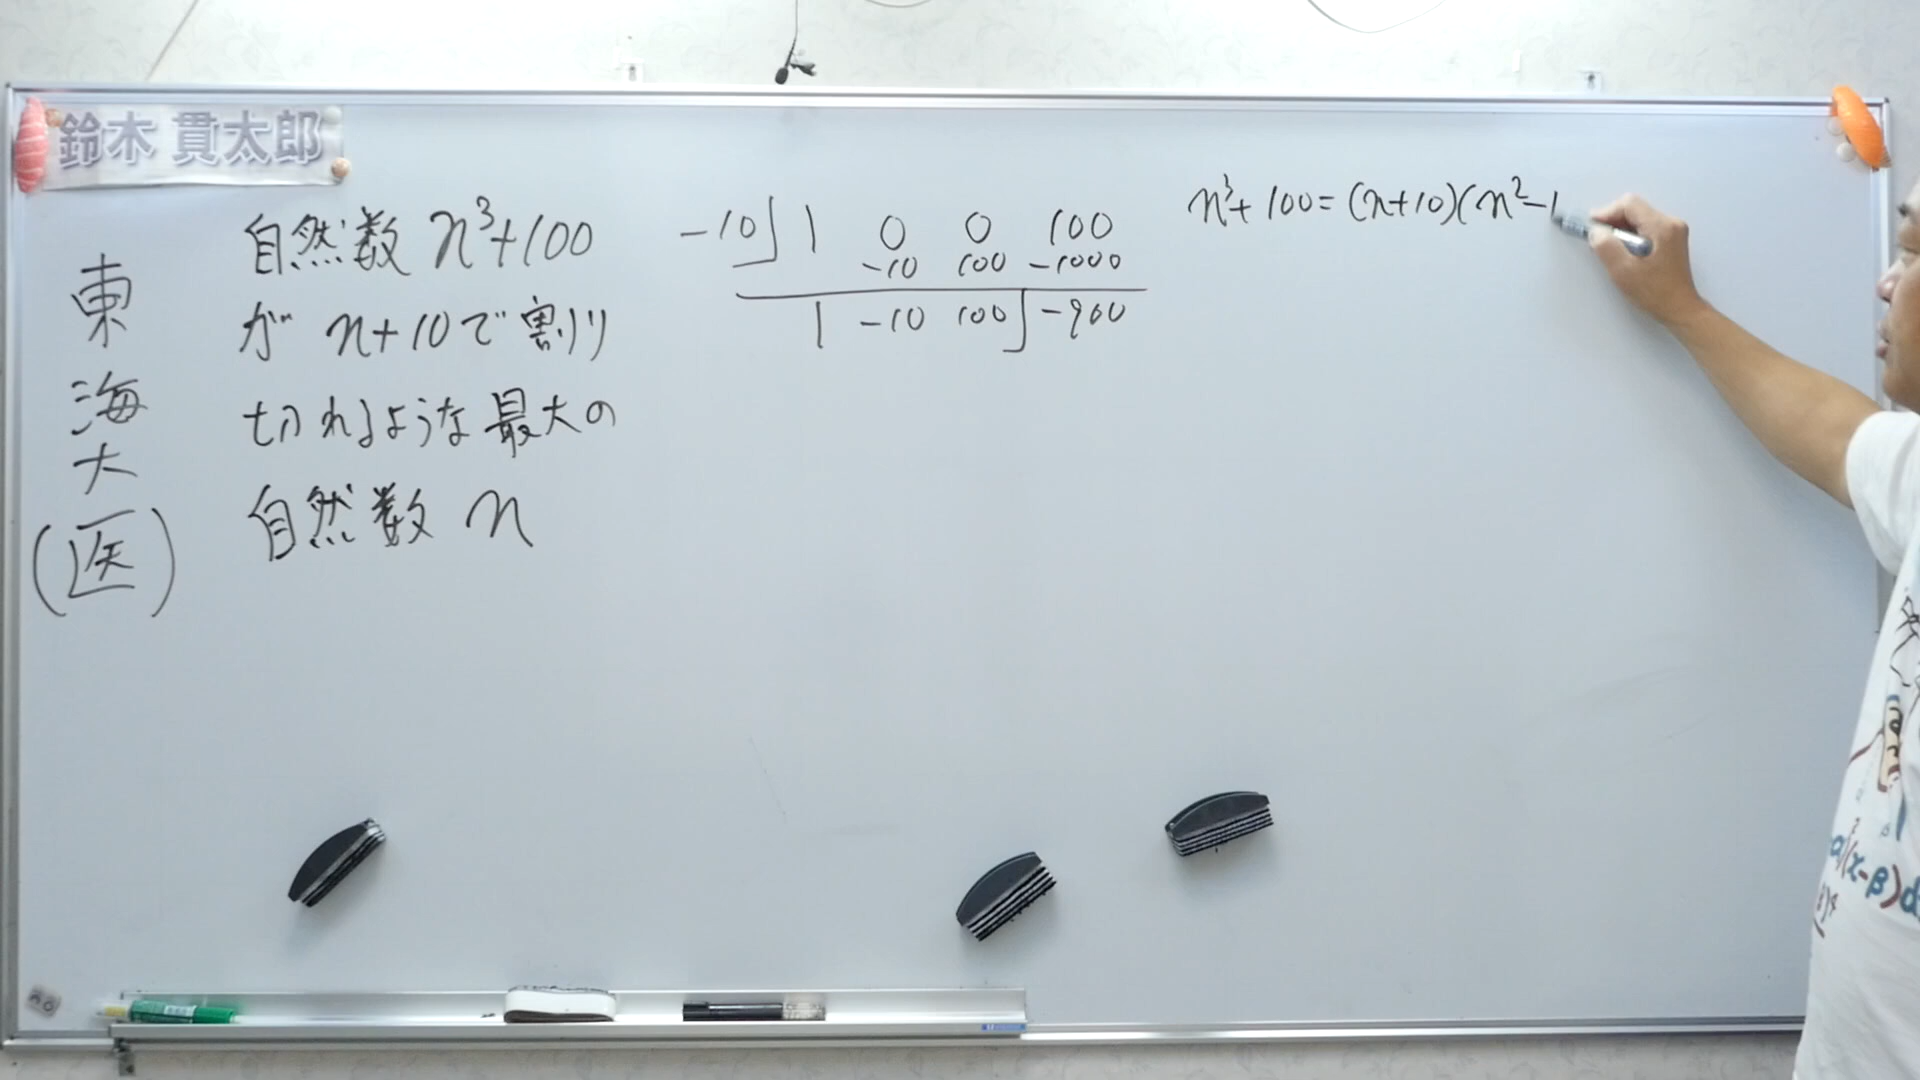 鈴木 貫太郎
東海大(医)
自然数 n³+100
が n+10で割り
切れるような最大の
自然数 n
-10 1 0 0 100
-10 100 -1000
1 -10 100 -900
n³+100=(n+10)(n²-1